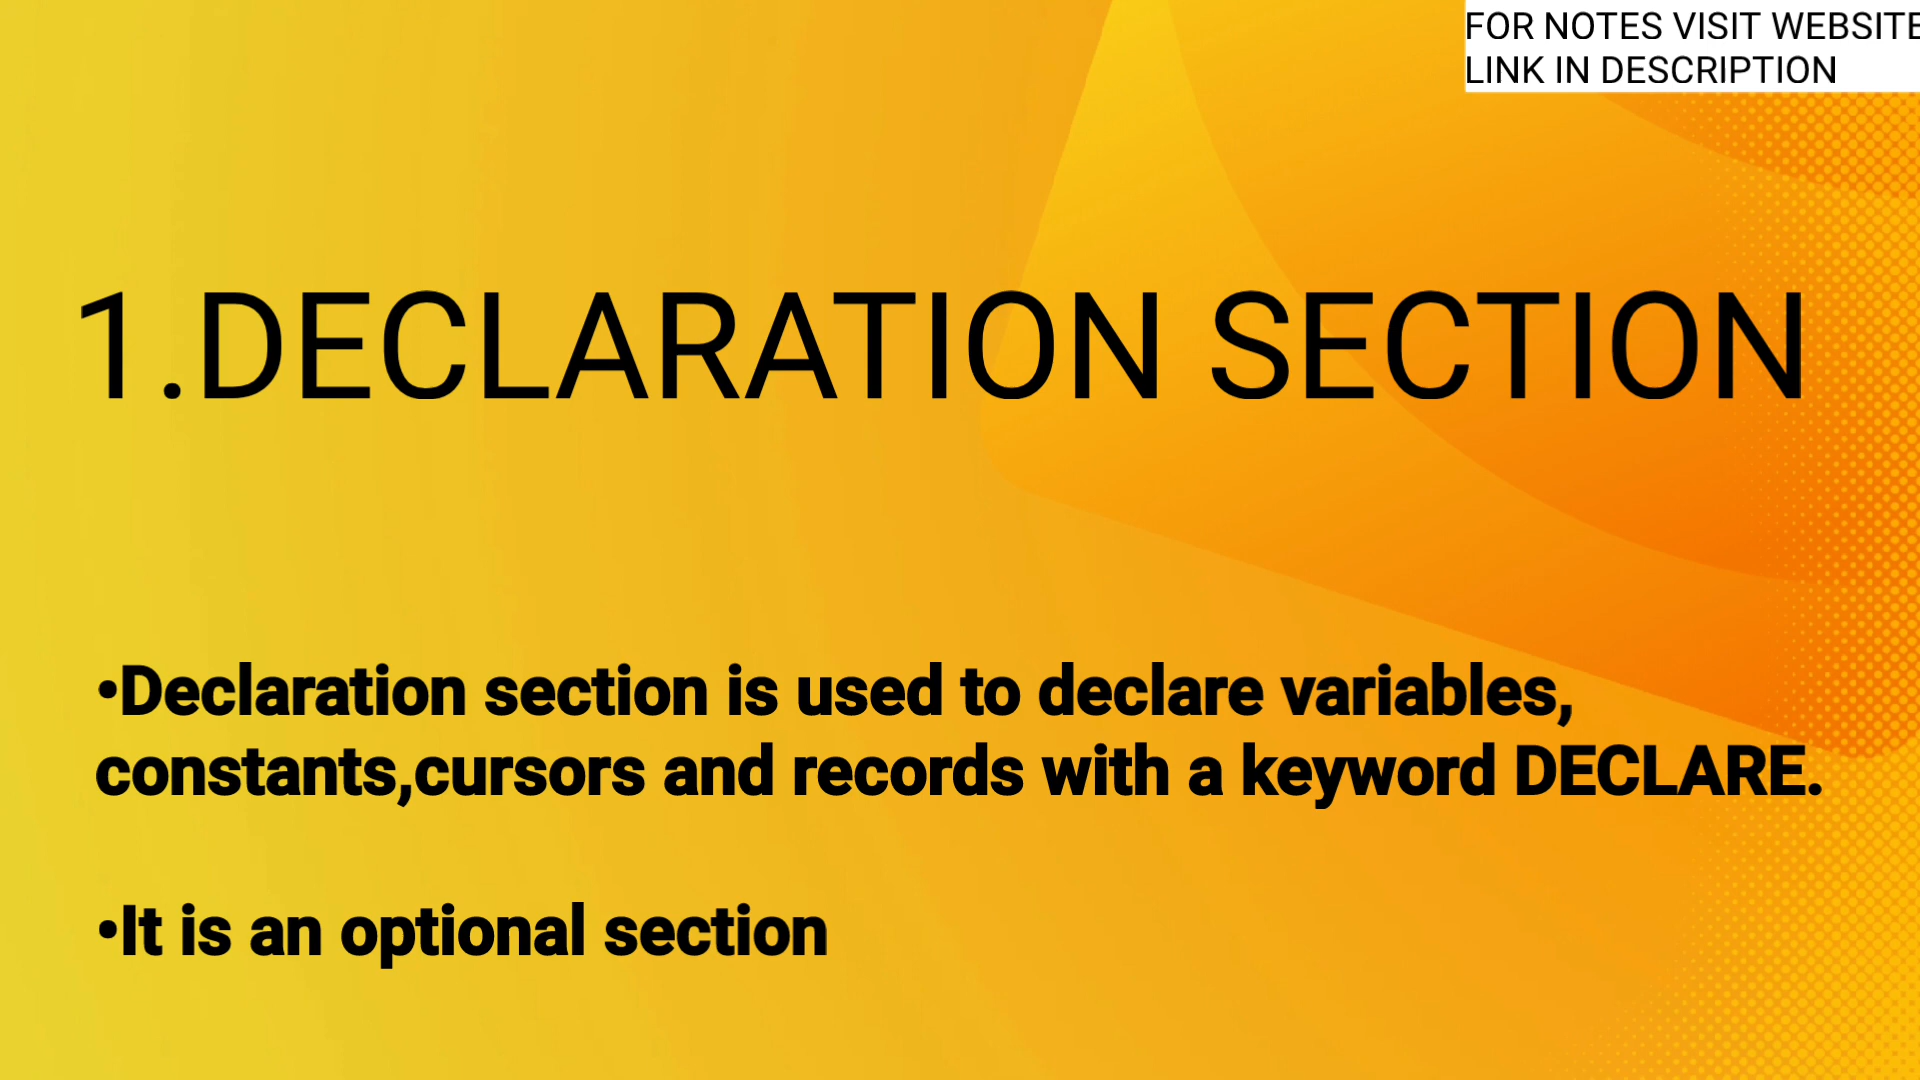 FOR NOTES VISIT WEBSITE
LINK IN DESCRIPTION
1.DECLARATION SECTION
•Declaration section is used to declare variables,
constants,cursors and records with a keyword DECLARE.
•It is an optional section